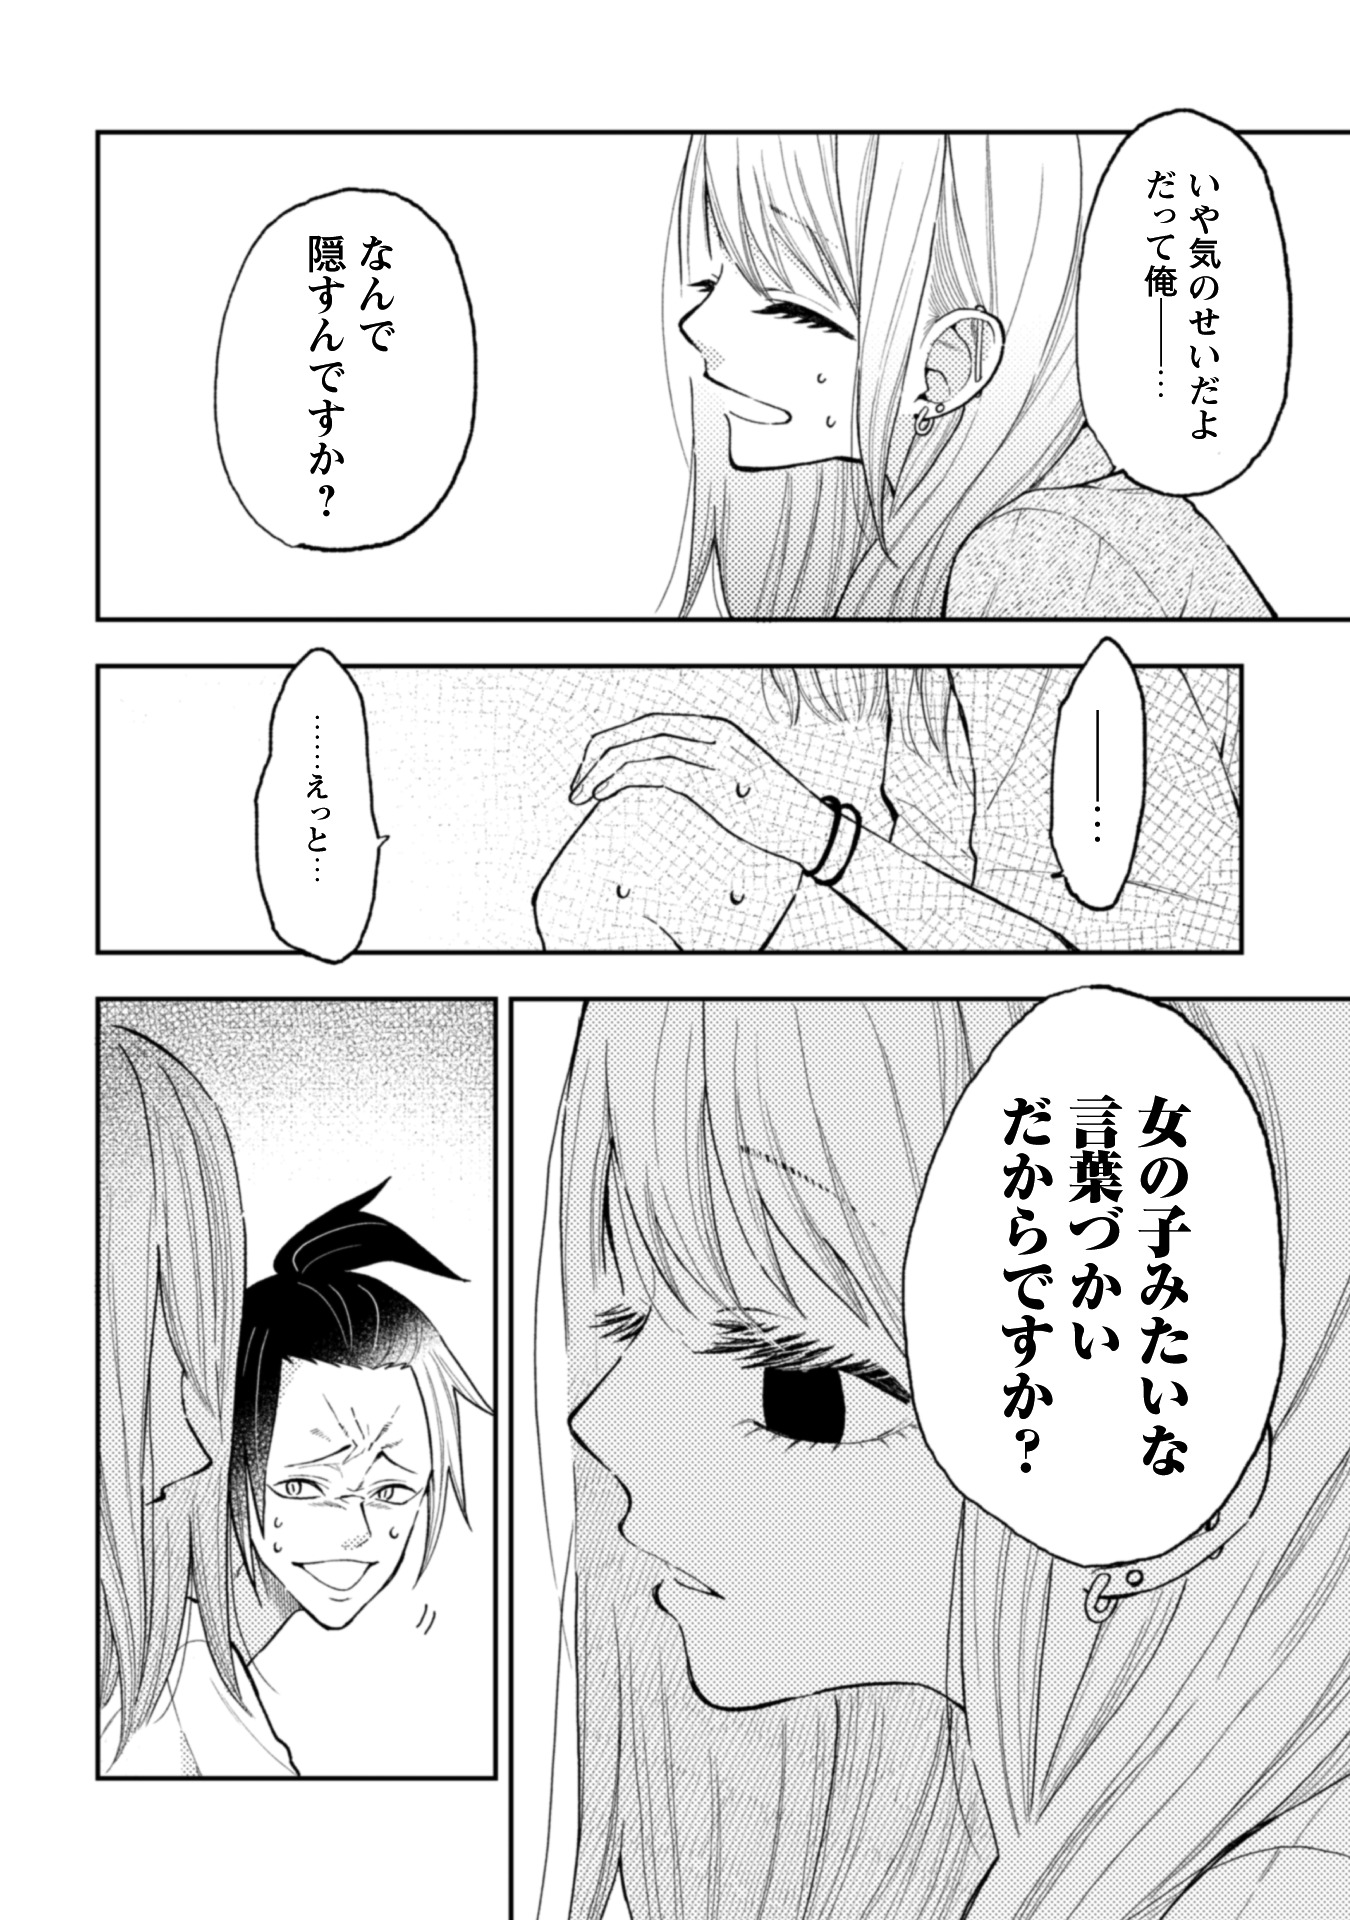 いや気のせいだよ
だって俺――…
なんで
隠すんですか?
――…
……えっと…
女の子みたいな
言葉づかい
だからですか?